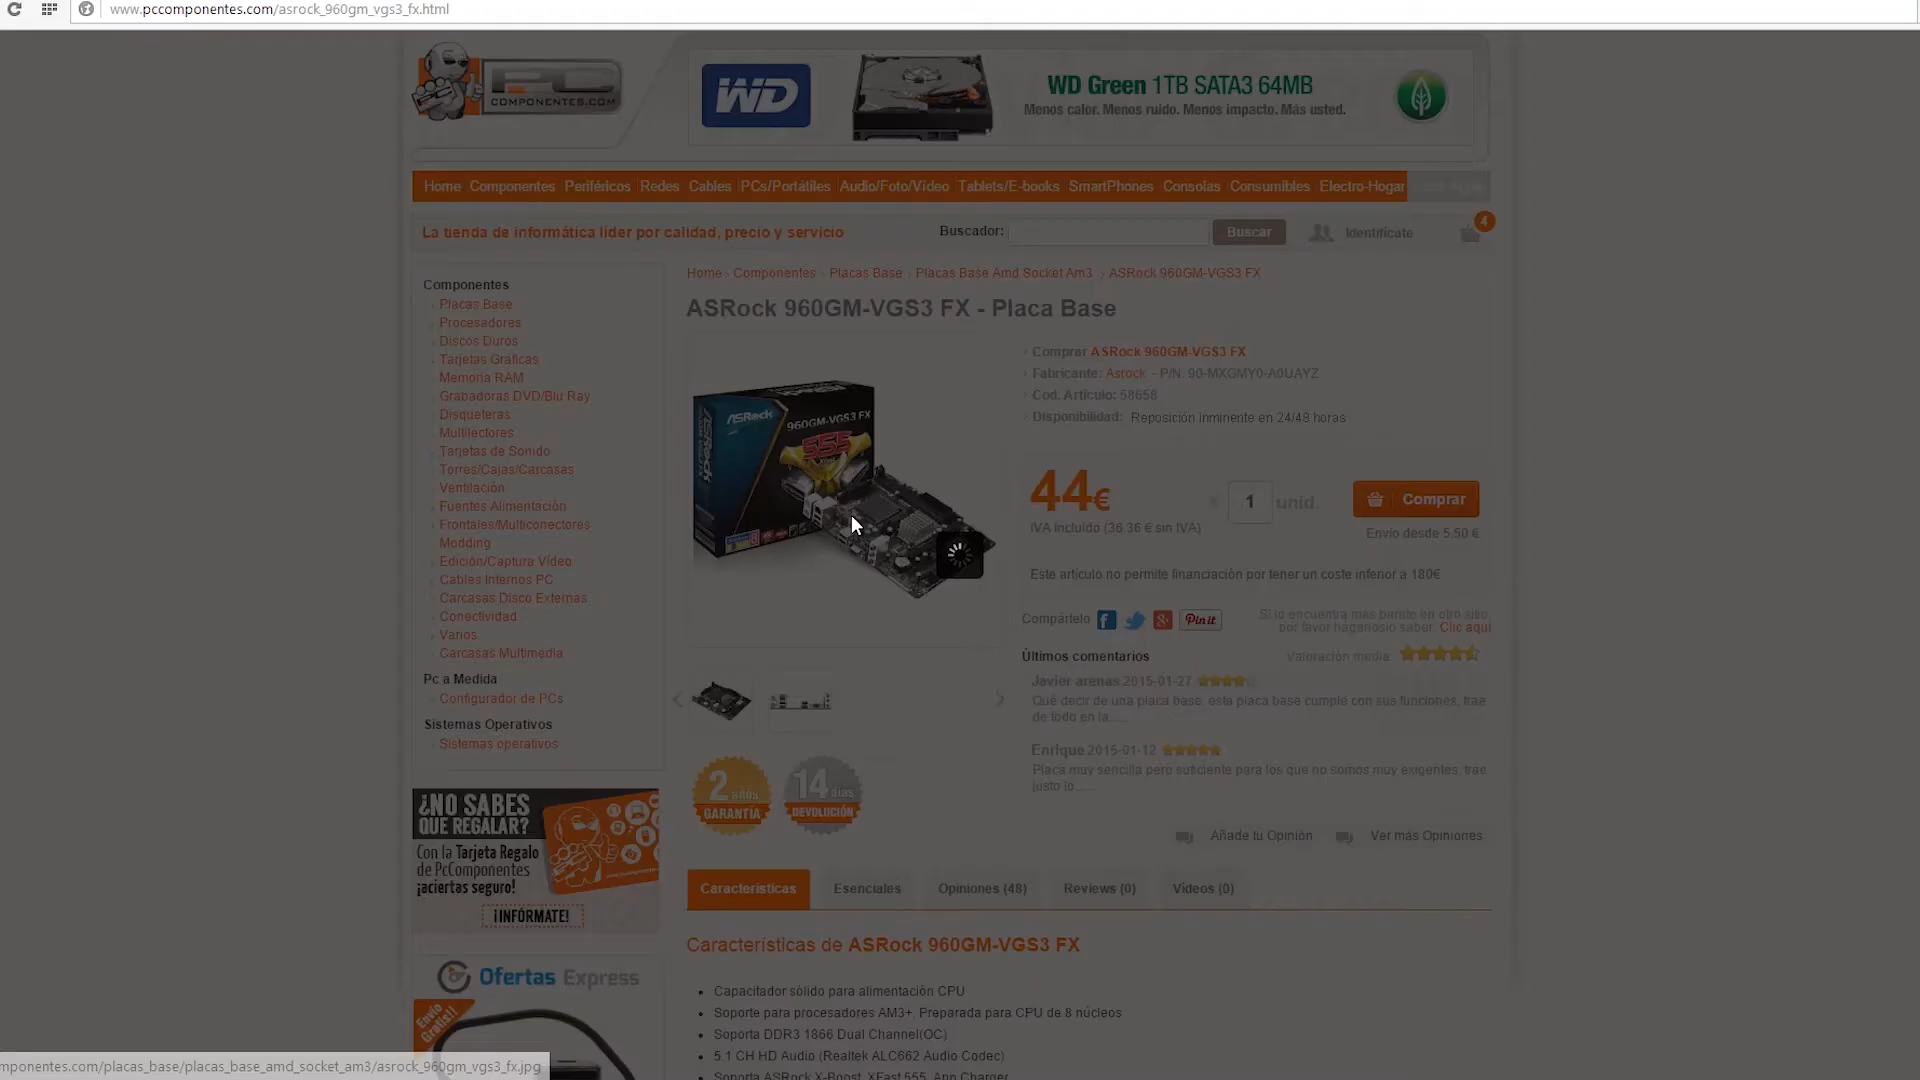 www.pccomponentes.com/asrock_960gm_vgs3_fx.html
PC
COMPONENTES.COM
WD
WD Green 1TB SATA3 64MB
Menos calor. Menos ruido. Menos impacto. Más usted.
Home Componentes Periféricos Redes Cables PCs/Portátiles Audio/Foto/Video Tablets/E-books SmartPhones Consolas Consumibles Electro-Hogar
La tienda de informática líder por calidad, precio y servicio
Buscador:
Buscar
Identifícate
4
Home › Componentes › Placas Base › Placas Base Amd Socket Am3 › ASRock 960GM-VGS3 FX
ASRock 960GM-VGS3 FX - Placa Base
Componentes
Placas Base
Procesadores
Discos Duros
Tarjetas Gráficas
Memoria RAM
Grabadoras DVD/Blu Ray
Disqueteras
Multilectores
Tarjetas de Sonido
Torres/Cajas/Carcasas
Ventilación
Fuentes Alimentación
Frontales/Multiconectores
Modding
Edición/Captura Vídeo
Cables Internos PC
Carcasas Disco Externas
Conectividad
Varios
Carcasas Multimedia
Pc a Medida
Configurador de PCs
Sistemas Operativos
Sistemas operativos
ASRock
960GM-VGS3 FX
555
ASRock
Comprar ASRock 960GM-VGS3 FX
Fabricante: Asrock - P/N: 90-MXGMY0-A0UAYZ
Cod. Artículo: 58658
Disponibilidad: Reposición inminente en 24/48 horas
44€
x 1 unid.
Comprar
IVA Incluído (36.36 € sin IVA)
Envío desde 5,50 €
Este artículo no permite financiación por tener un coste inferior a 180€
Compártelo
Pin it
Si lo encuentra más barato en otro sitio,
por favor háganoslo saber. Clic aquí
Últimos comentarios
Valoración media:
Javier arenas 2015-01-27
Qué decir de una placa base. esta placa base cumple con sus funciones, trae
de todo en la.....
Enrique 2015-01-12
Placa muy sencilla pero suficiente para los que no somos muy exigentes, trae
justo lo.....
2 años
GARANTÍA
14 días
DEVOLUCIÓN
Añade tu Opinión
Ver más Opiniones
Características
Esenciales
Opiniones (48)
Reviews (0)
Vídeos (0)
Características de ASRock 960GM-VGS3 FX
Capacitador sólido para alimentación CPU
Soporte para procesadores AM3+, Preparada para CPU de 8 núcleos
Soporta DDR3 1866 Dual Channel(OC)
5.1 CH HD Audio (Realtek ALC662 Audio Codec)
Soporta ASRock X-Boost, XFast 555, App Charger
¿NO SABES
QUE REGALAR?
Con la Tarjeta Regalo
de PcComponentes
¡aciertas seguro!
¡INFÓRMATE!
Ofertas Express
Envío
Gratis!!
mponentes.com/placas_base/placas_base_amd_socket_am3/asrock_960gm_vgs3_fx.jpg